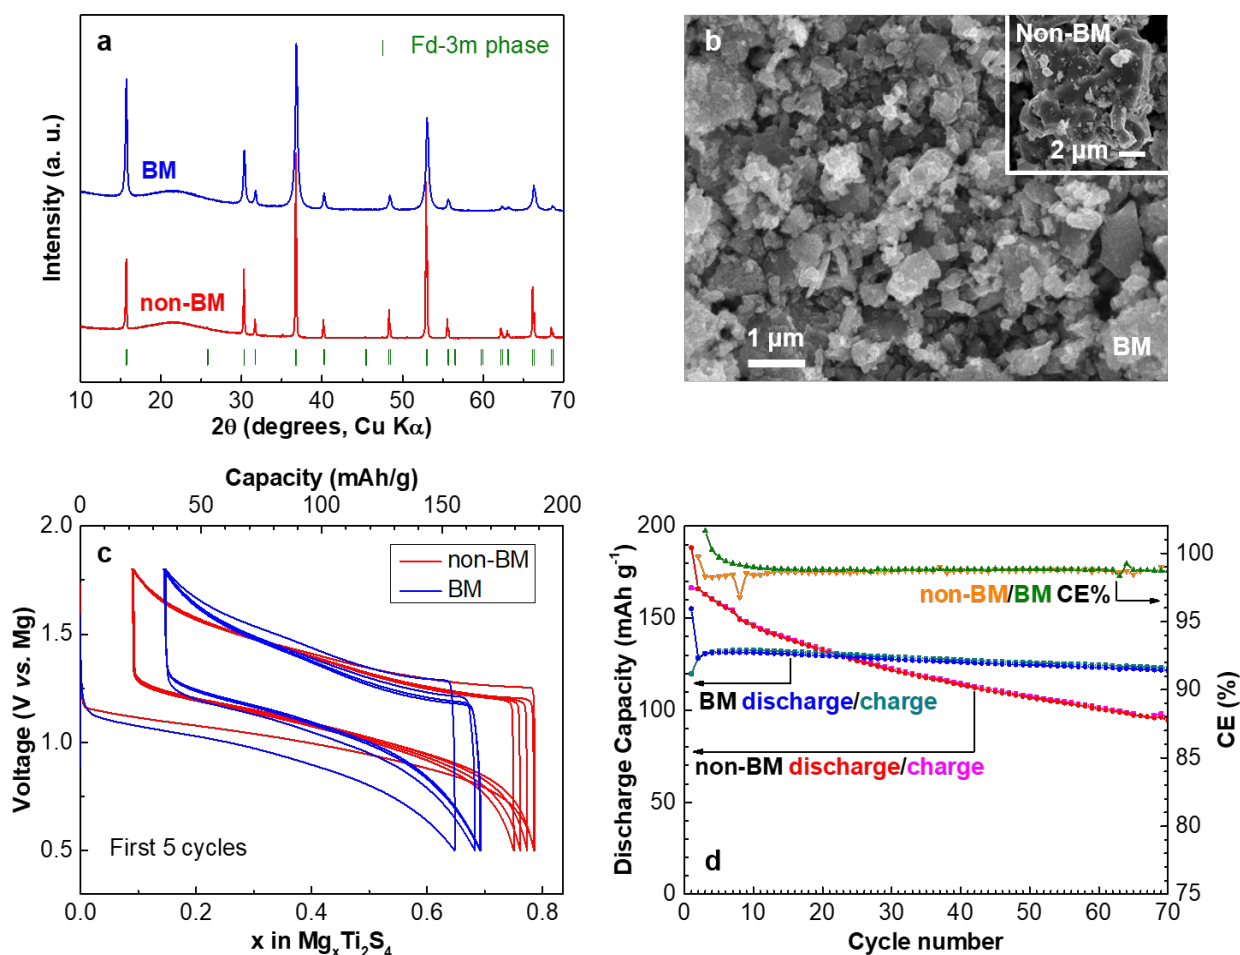 a
Fd-3m phase
BM
non-BM
Intensity (a. u.)
10 20 30 40 50 60 70
2θ (degrees, Cu Kα)
b
Non-BM
2 μm
1 μm
BM
Capacity (mAh/g)
0 50 100 150 200
2.0
1.5
1.0
0.5
Voltage (V vs. Mg)
c
non-BM
BM
First 5 cycles
0.0 0.2 0.4 0.6 0.8
x in MgxTi2S4
200
150
100
50
0
Discharge Capacity (mAh g-1)
non-BM/BM CE%
BM discharge/charge
non-BM discharge/charge
d
100
95
90
85
80
75
CE (%)
0 10 20 30 40 50 60 70
Cycle number